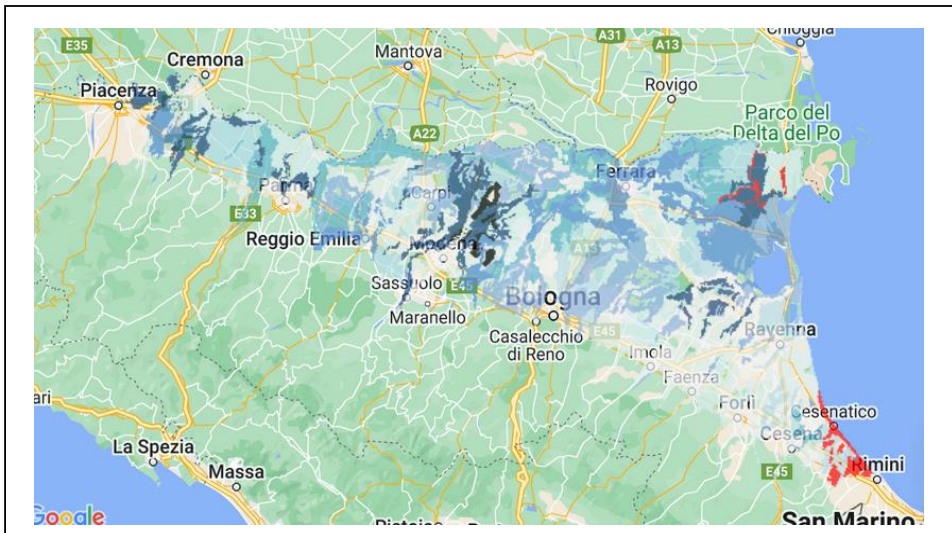 Chioggia
E35
A31
A13
Cremona
Mantova
Rovigo
Piacenza
Parco del
Delta del Po
A22
Ferrara
Parma
Carpi
E33
Reggio Emilia
A13
Modena
Sassuolo
E45
Bologna
Maranello
Ravenna
Casalecchio
di Reno
E45
Imola
Faenza
ari
Forlì
Cesenatico
La Spezia
Cesena
Massa
E45
Rimini
Google
San Marino